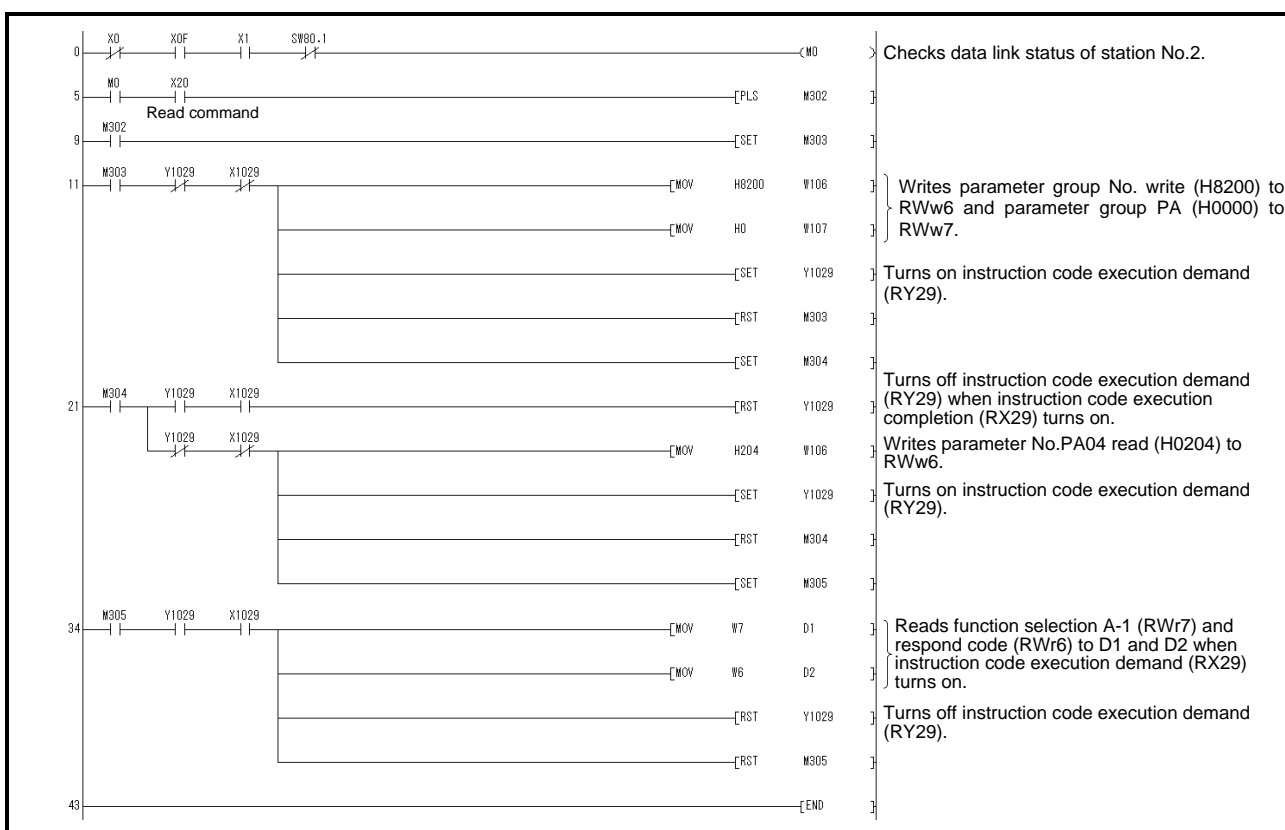 X0 X0F X1 SW80.1
0 (M0 ) Checks data link status of station No.2.
M0 X20
5 [PLS M302 ]
Read command
M302
9 [SET M303 ]
M303 Y1029 X1029
11 [MOV H8200 W106 ] Writes parameter group No. write (H8200) to
RWw6 and parameter group PA (H0000) to
[MOV H0 W107 ] RWw7.
[SET Y1029 ] Turns on instruction code execution demand
(RY29).
[RST M303 ]
[SET M304 ]
Turns off instruction code execution demand
M304 Y1029 X1029
21 [RST Y1029 ] (RY29) when instruction code execution
completion (RX29) turns on.
Y1029 X1029
[MOV H204 W106 ] Writes parameter No.PA04 read (H0204) to
RWw6.
[SET Y1029 ] Turns on instruction code execution demand
(RY29).
[RST M304 ]
[SET M305 ]
M305 Y1029 X1029
34 [MOV W7 D1 ] Reads function selection A-1 (RWr7) and
respond code (RWr6) to D1 and D2 when
[MOV W6 D2 ] instruction code execution demand (RX29)
turns on.
[RST Y1029 ] Turns off instruction code execution demand
(RY29).
[RST M305 ]
43 [END ]